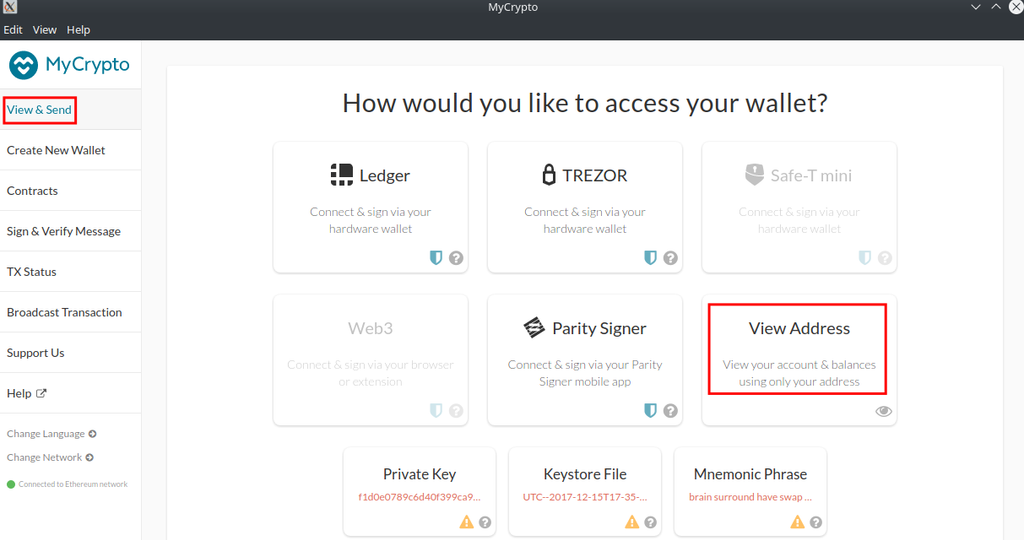 MyCrypto
Edit View Help
MyCrypto
View & Send
Create New Wallet
Contracts
Sign & Verify Message
TX Status
Broadcast Transaction
Support Us
Help
Change Language
Change Network
Connected to Ethereum network
How would you like to access your wallet?
Ledger
Connect & sign via your
hardware wallet
TREZOR
Connect & sign via your
hardware wallet
Safe-T mini
Connect & sign via your
hardware wallet
Web3
Connect & sign via your browser
or extension
Parity Signer
Connect & sign via your Parity
Signer mobile app
View Address
View your account & balances
using only your address
Private Key
f1d0e0789c6d40f399ca9...
Keystore File
UTC--2017-12-15T17-35-...
Mnemonic Phrase
brain surround have swap ...